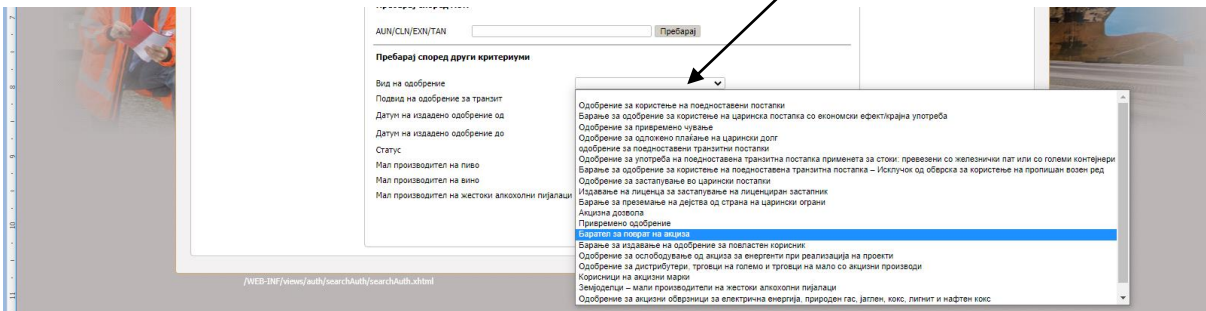 AUN/CLN/EXN/TAN
Пребарај
Пребарај според други критериуми
Вид на одобрение
Подвид на одобрение за транзит
Датум на издадено одобрение од
Датум на издадено одобрение до
Статус
Мал производител на пиво
Мал производител на вино
Мал производител на жестоки алкохолни пијалаци
Одобрение за користење на поедноставени постапки
Барање за одобрение за користење на царинска постапка со економски ефект/крајна употреба
Одобрение за привремено чување
Одобрение за одложено плаќање на царински долг
одобрение за поедноставени транзитни постапки
Одобрение за употреба на поедноставена транзитна постапка применета за стоки: превезени со железнички пат или со големи контејнери
Барање за одобрение за користење на поедноставена транзитна постапка – Исклучок од оберска за користење на пропишан возен ред
Одобрение за застапување во царински постапки
Издавање на лиценца за застапување на лиценциран застапник
Барање за преземање на дејства од страна на царински ограни
Акцизна дозвола
Привремено одобрение
Барател за поврат на акциза
Барање за издавање на одобрение за повластен корисник
Одобрение за ослободување од акциза за енергенти при реализација на проекти
Одобрение за дистрибутери, трговци на големо и трговци на мало со акцизни производи
Корисници на акцизни марки
Земјоделци – мали производители на жестоки алкохолни пијалаци
Одобрение за акцизни обврзници за електрична енергија, природен гас, јаглен, кокс, лигнит и нафтен кокс
/WEB-INF/views/auth/searchAuth/searchAuth.xhtml
7
8
9
10
11